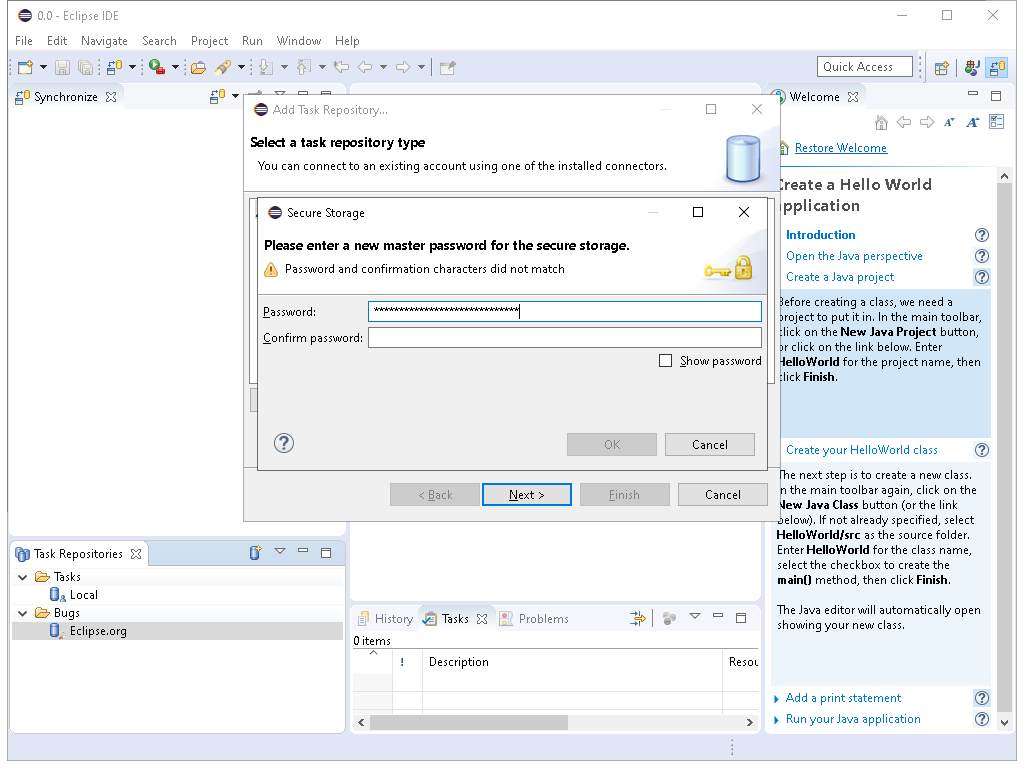 0.0 - Eclipse IDE
File Edit Navigate Search Project Run Window Help
Quick Access
Synchronize
Add Task Repository...
Select a task repository type
You can connect to an existing account using one of the installed connectors.
Secure Storage
Please enter a new master password for the secure storage.
Password and confirmation characters did not match
Password: ******************************
Confirm password:
Show password
OK Cancel
< Back Next > Finish Cancel
Welcome
Restore Welcome
Create a Hello World
application
Introduction
Open the Java perspective
Create a Java project
Before creating a class, we need a
project to put it in. In the main toolbar,
click on the New Java Project button,
or click on the link below. Enter
HelloWorld for the project name, then
click Finish.
Create your HelloWorld class
The next step is to create a new class.
In the main toolbar again, click on the
New Java Class button (or the link
below). If not already specified, select
HelloWorld/src as the source folder.
Enter HelloWorld for the class name,
select the checkbox to create the
main() method, then click Finish.
The Java editor will automatically open
showing your new class.
Add a print statement
Run your Java application
Task Repositories
Tasks
Local
Bugs
Eclipse.org
History Tasks Problems
0 items
! Description Resou